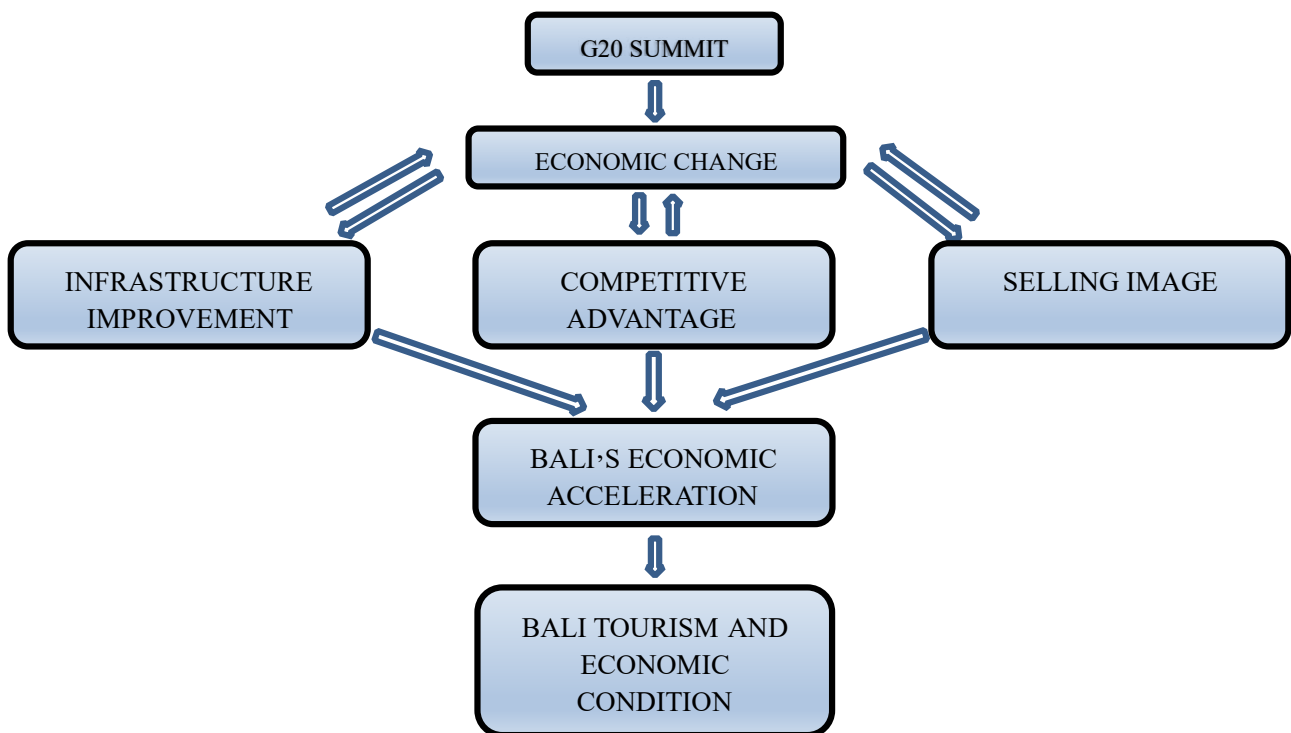 G20 SUMMIT
ECONOMIC CHANGE
INFRASTRUCTURE
IMPROVEMENT
COMPETITIVE
ADVANTAGE
SELLING IMAGE
BALI’S ECONOMIC
ACCELERATION
BALI TOURISM AND
ECONOMIC
CONDITION